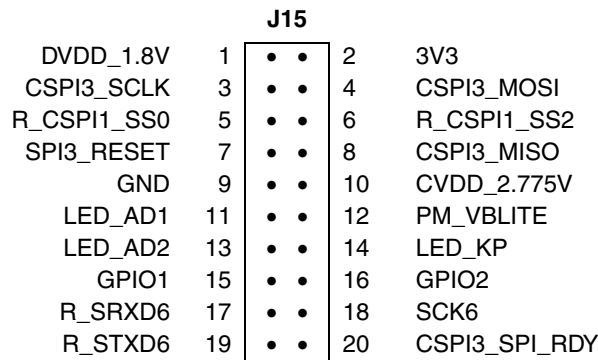 J15
DVDD_1.8V 1 2 3V3
CSPI3_SCLK 3 4 CSPI3_MOSI
R_CSPI1_SS0 5 6 R_CSPI1_SS2
SPI3_RESET 7 8 CSPI3_MISO
GND 9 10 CVDD_2.775V
LED_AD1 11 12 PM_VBLITE
LED_AD2 13 14 LED_KP
GPIO1 15 16 GPIO2
R_SRXD6 17 18 SCK6
R_STXD6 19 20 CSPI3_SPI_RDY